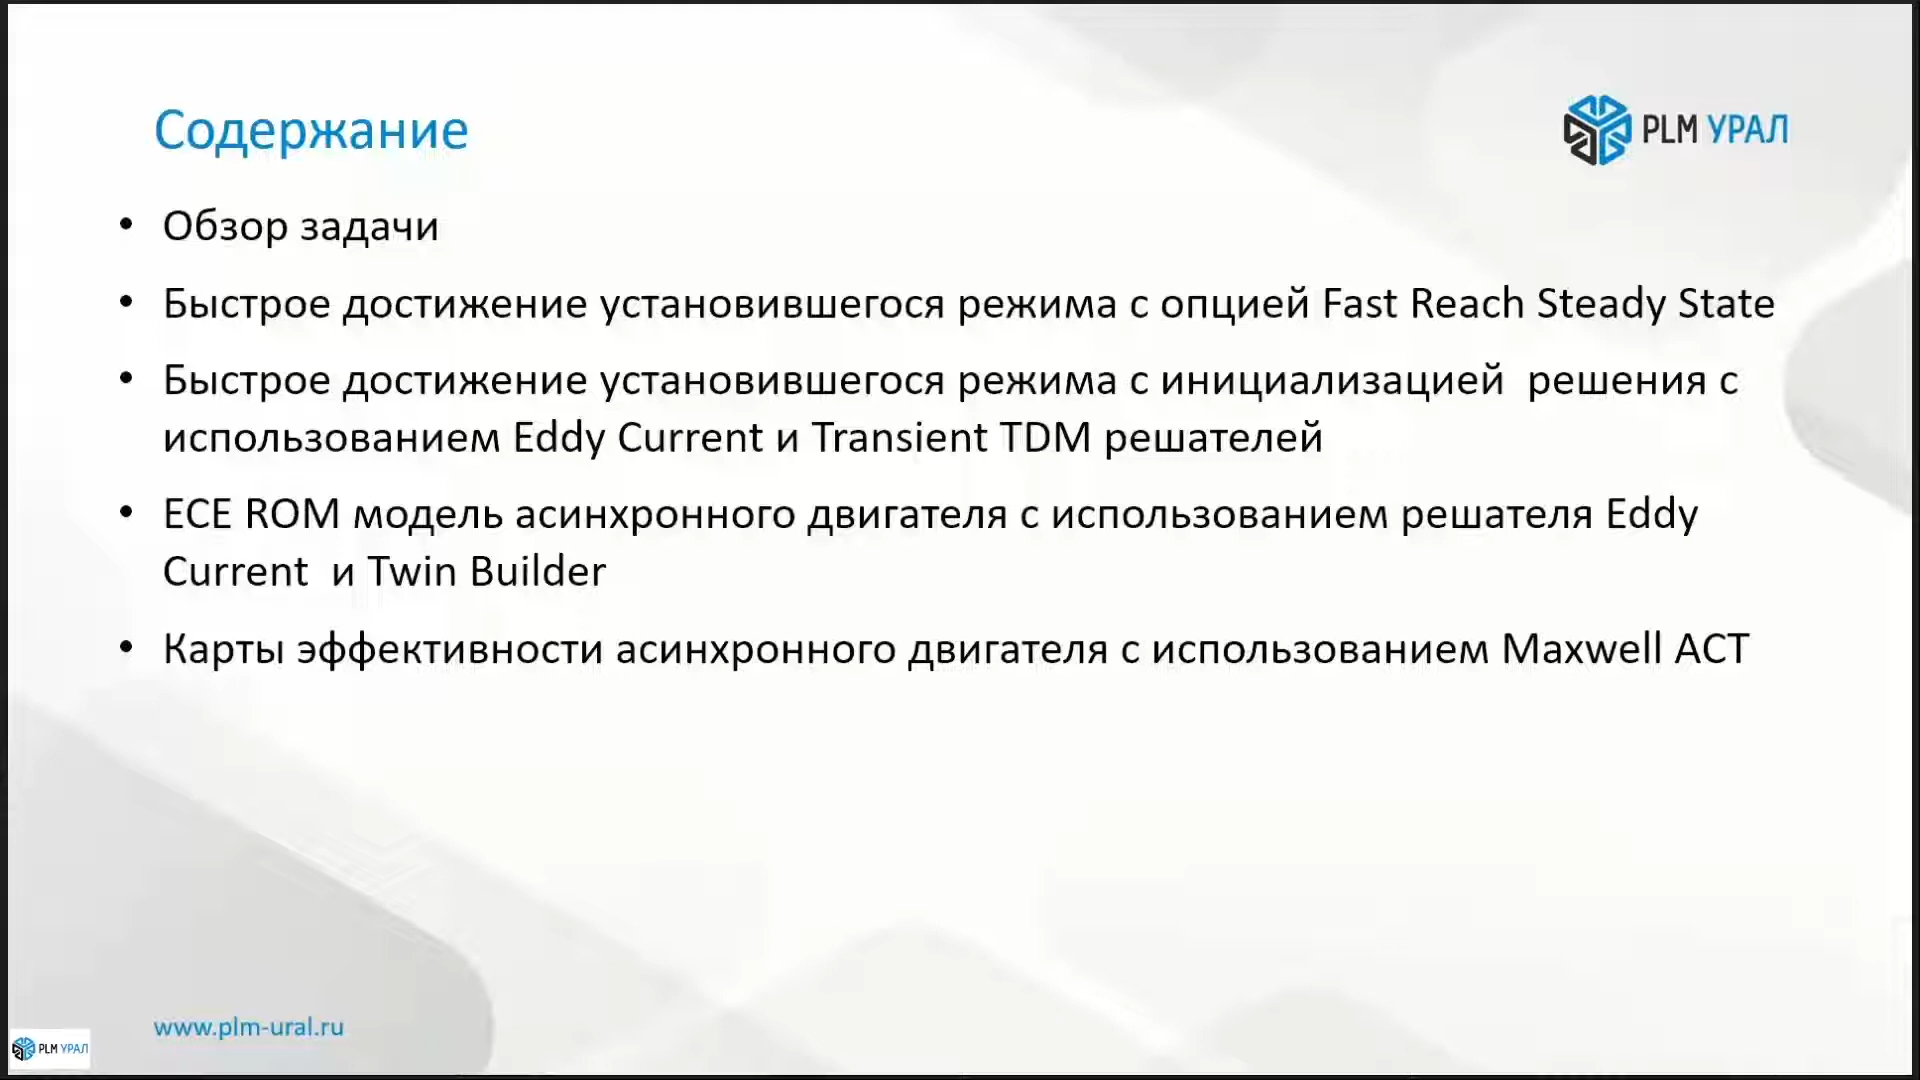 Содержание
PLM УРАЛ
• Обзор задачи
• Быстрое достижение установившегося режима с опцией Fast Reach Steady State
• Быстрое достижение установившегося режима с инициализацией решения с
использованием Eddy Current и Transient TDM решателей
• ECE ROM модель асинхронного двигателя с использованием решателя Eddy
Current и Twin Builder
• Карты эффективности асинхронного двигателя с использованием Maxwell ACT
www.plm-ural.ru
PLM УРАЛ